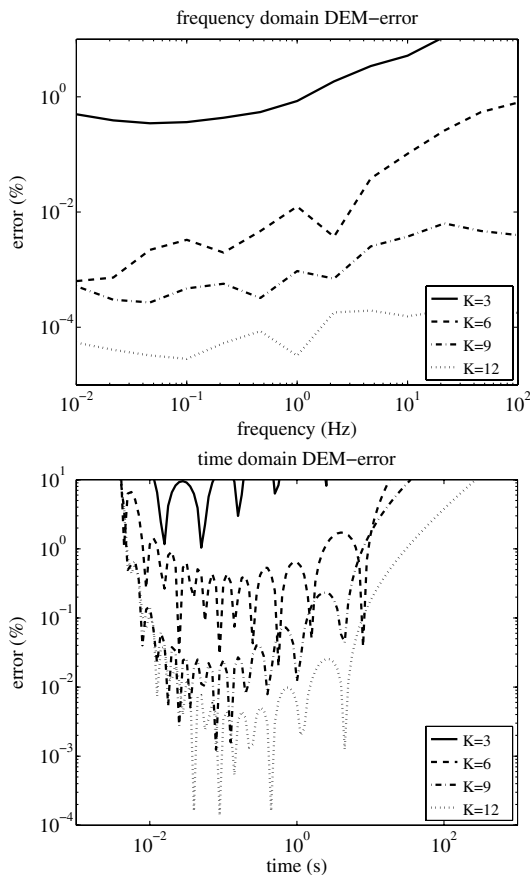 frequency domain DEM−error
error (%)
10^0
10^−2
10^−4
K=3
K=6
K=9
K=12
10^−2 10^−1 10^0 10^1 10^2
frequency (Hz)
time domain DEM−error
error (%)
10^1
10^0
10^−1
10^−2
10^−3
10^−4
K=3
K=6
K=9
K=12
10^−2 10^0 10^2
time (s)